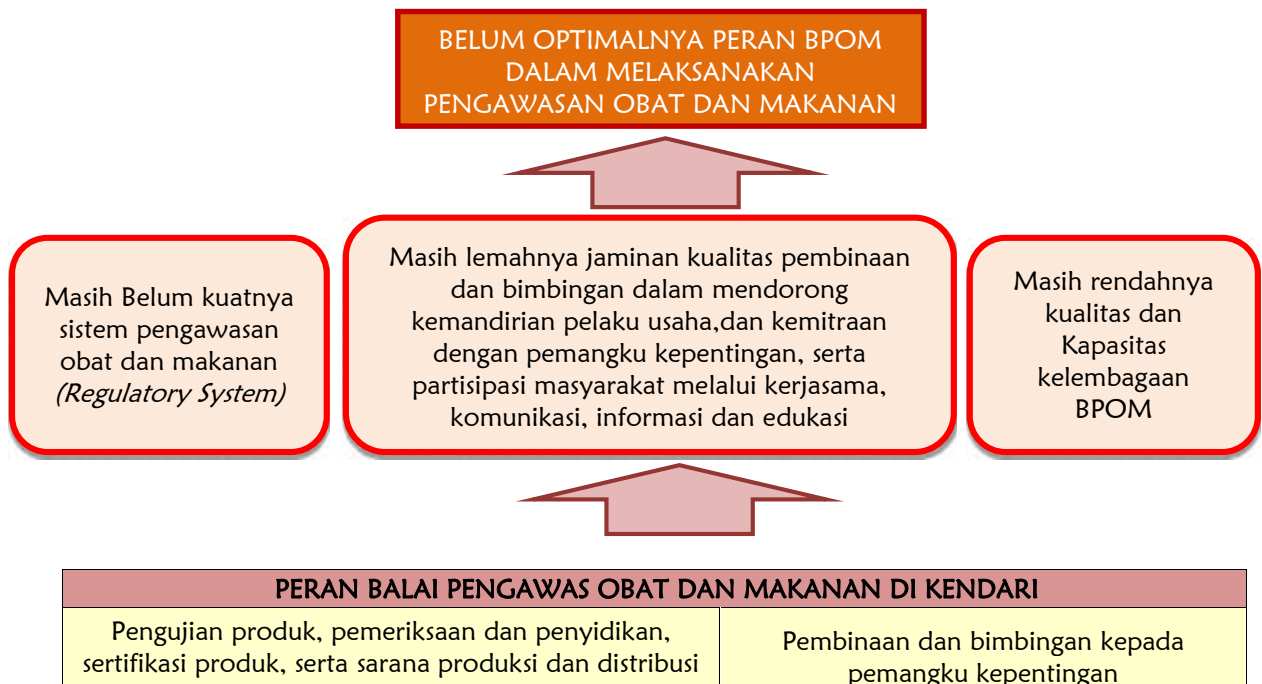 BELUM OPTIMALNYA PERAN BPOM
DALAM MELAKSANAKAN
PENGAWASAN OBAT DAN MAKANAN
Masih Belum kuatnya
sistem pengawasan
obat dan makanan
(Regulatory System)
Masih lemahnya jaminan kualitas pembinaan
dan bimbingan dalam mendorong
kemandirian pelaku usaha,dan kemitraan
dengan pemangku kepentingan, serta
partisipasi masyarakat melalui kerjasama,
komunikasi, informasi dan edukasi
Masih rendahnya
kualitas dan
Kapasitas
kelembagaan
BPOM
PERAN BALAI PENGAWAS OBAT DAN MAKANAN DI KENDARI
Pengujian produk, pemeriksaan dan penyidikan,
sertifikasi produk, serta sarana produksi dan distribusi
Pembinaan dan bimbingan kepada
pemangku kepentingan